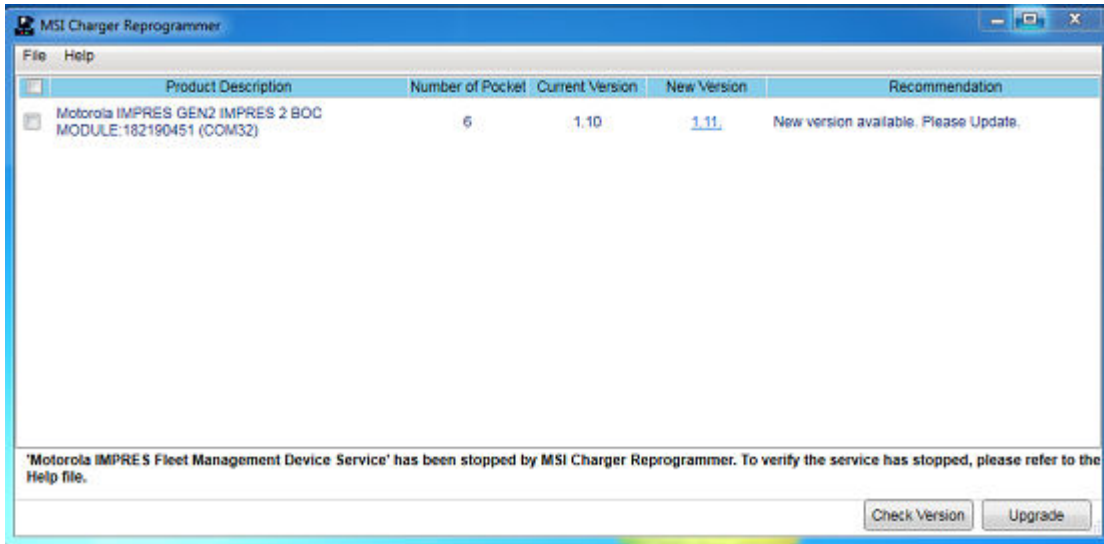 MSI Charger Reprogrammer
File Help
Product Description Number of Pocket Current Version New Version Recommendation
Motorola IMPRES GEN2 IMPRES 2 BOC
MODULE:182190451 (COM32) 6 1.10 1.11. New version available. Please Update.
'Motorola IMPRES Fleet Management Device Service' has been stopped by MSI Charger Reprogrammer. To verify the service has stopped, please refer to the
Help file.
Check Version Upgrade